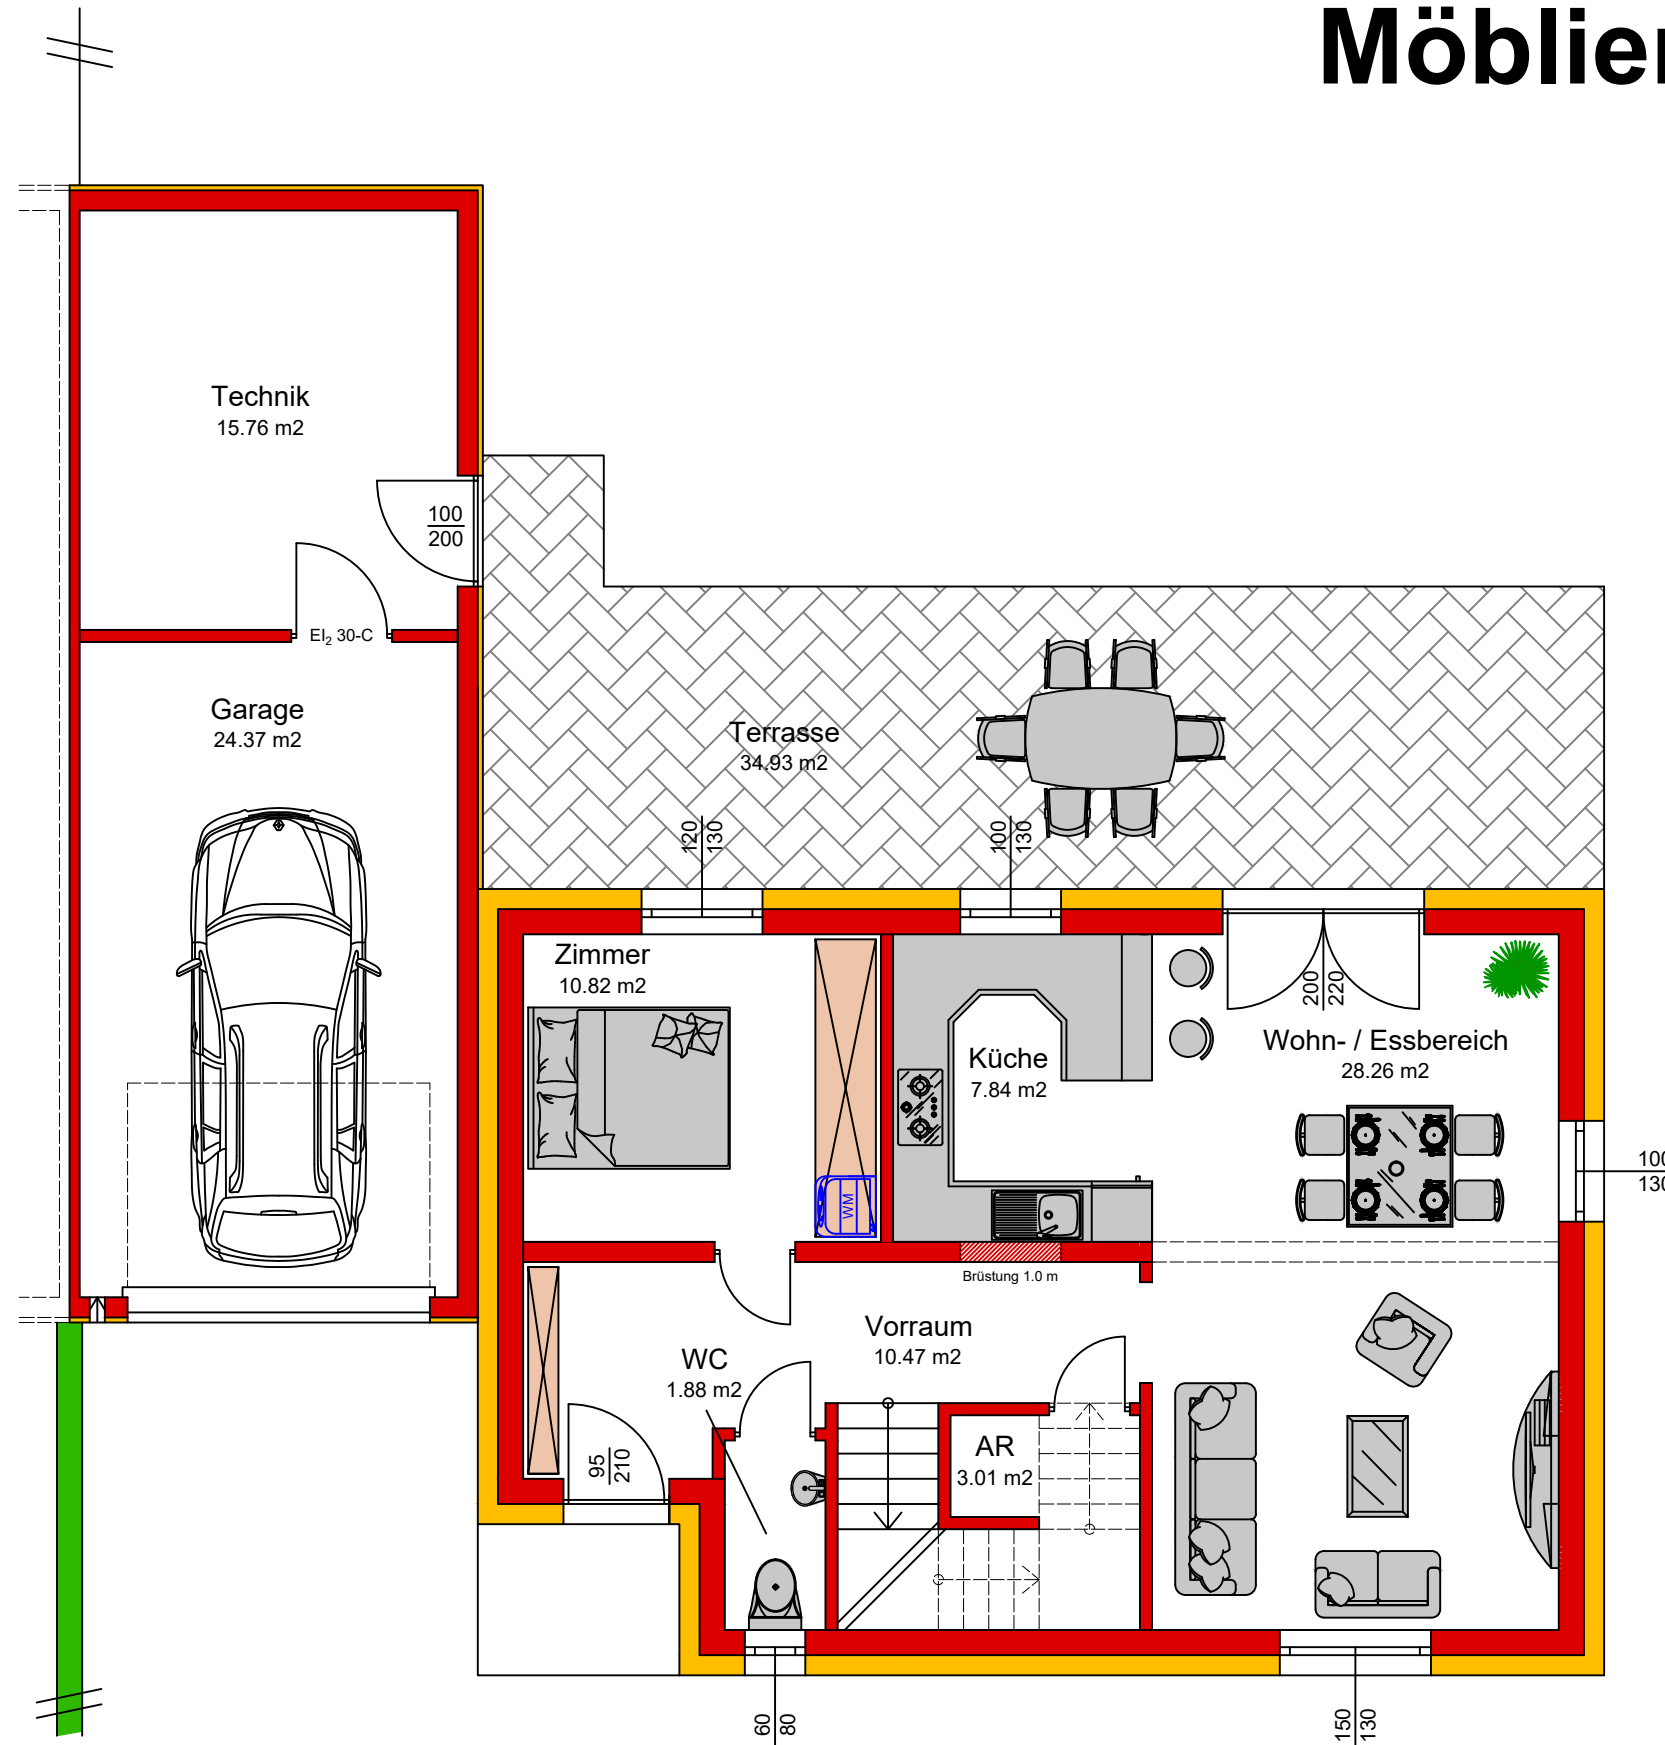 Möblier
Technik
15.76 m2
100
200
EI2 30-C
Garage
24.37 m2
Terrasse
34.93 m2
120
130
100
130
Zimmer
10.82 m2
200
220
Küche
7.84 m2
Wohn- / Essbereich
28.26 m2
WM
100
130
Brüstung 1.0 m
Vorraum
10.47 m2
WC
1.88 m2
95
210
AR
3.01 m2
60
80
150
130